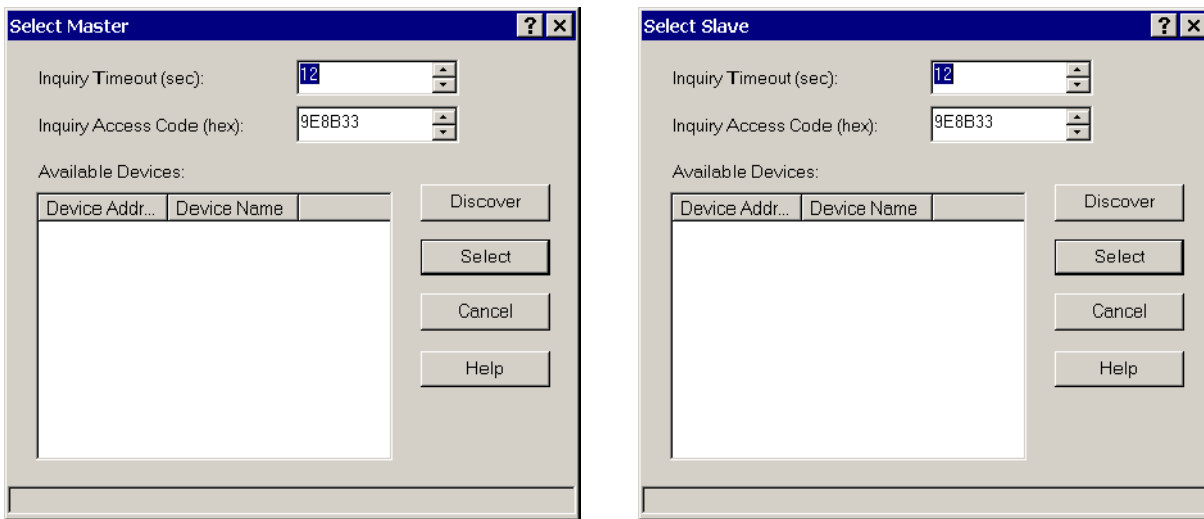 Select Master
Inquiry Timeout (sec):
12
Inquiry Access Code (hex):
9E8B33
Available Devices:
Device Addr...
Device Name
Discover
Select
Cancel
Help
Select Slave
Inquiry Timeout (sec):
12
Inquiry Access Code (hex):
9E8B33
Available Devices:
Device Addr...
Device Name
Discover
Select
Cancel
Help